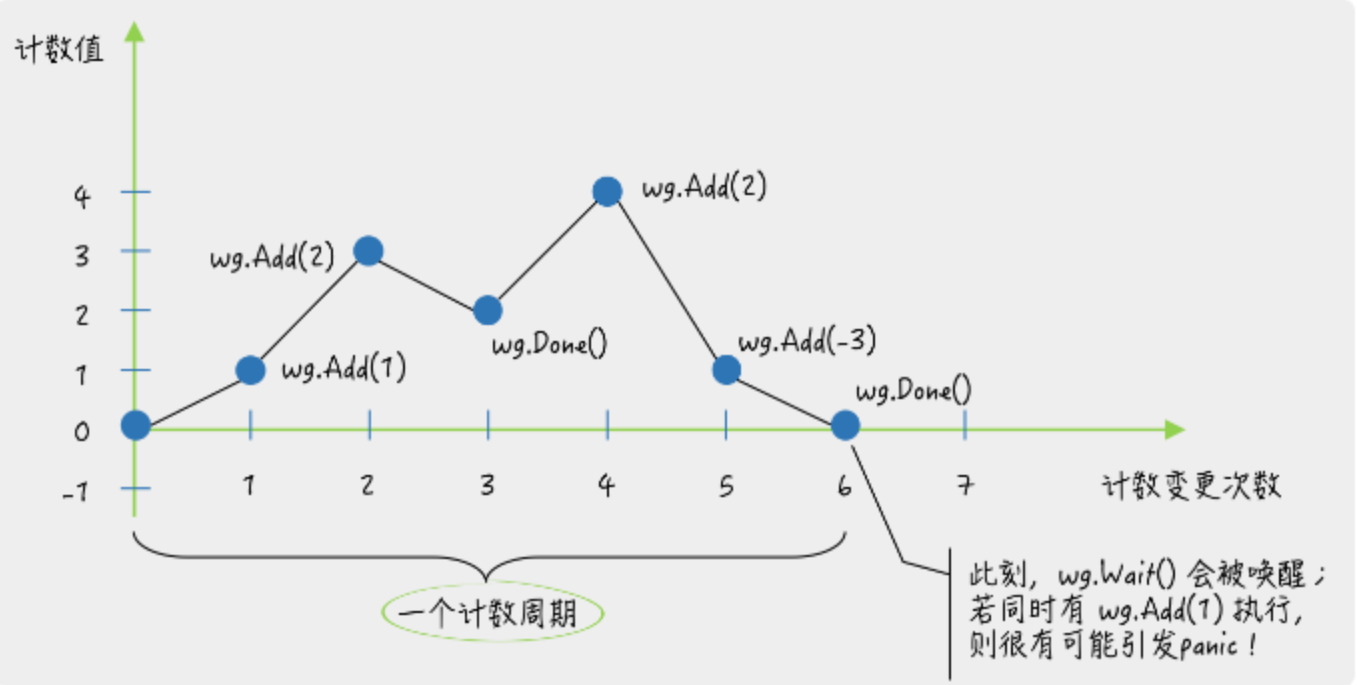 计数值
4
wg.Add(2)
3
wg.Add(2)
2
wg.Done()
wg.Add(-3)
1
wg.Add(1)
wg.Done()
0
-1
1
2
3
4
5
6
7
计数变更次数
一个计数周期
此刻，wg.Wait() 会被唤醒；
若同时有 wg.Add(1) 执行，
则很有可能引发panic！